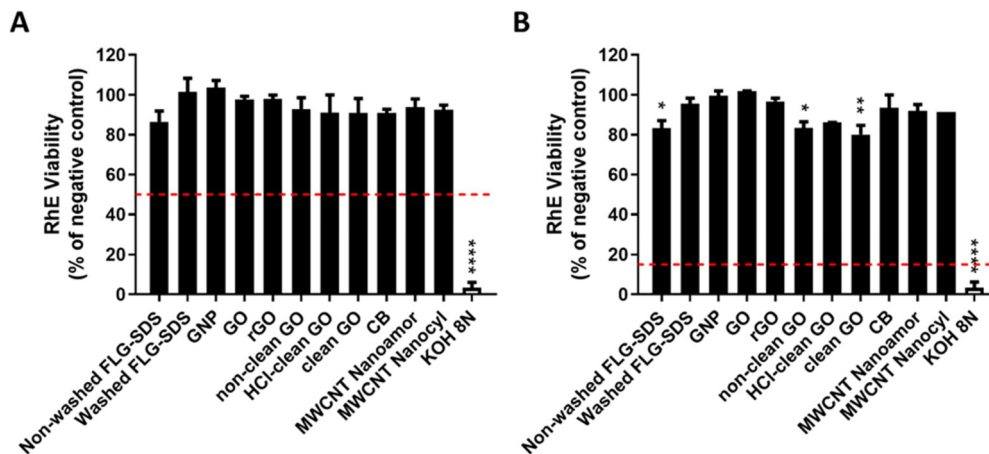 A
RhE Viability
(% of negative control)
120
100
80
60
40
20
0
****
Non-washed FLG-SDS
Washed FLG-SDS
GNP
GO
rGO
non-clean GO
HCl-clean GO
clean GO
CB
MWCNT Nanoamor
MWCNT Nanocyl
KOH 8N
B
RhE Viability
(% of negative control)
120
100
80
60
40
20
0
*
*
**
****
Non-washed FLG-SDS
Washed FLG-SDS
GNP
GO
rGO
non-clean GO
HCl-clean GO
clean GO
CB
MWCNT Nanoamor
MWCNT Nanocyl
KOH 8N